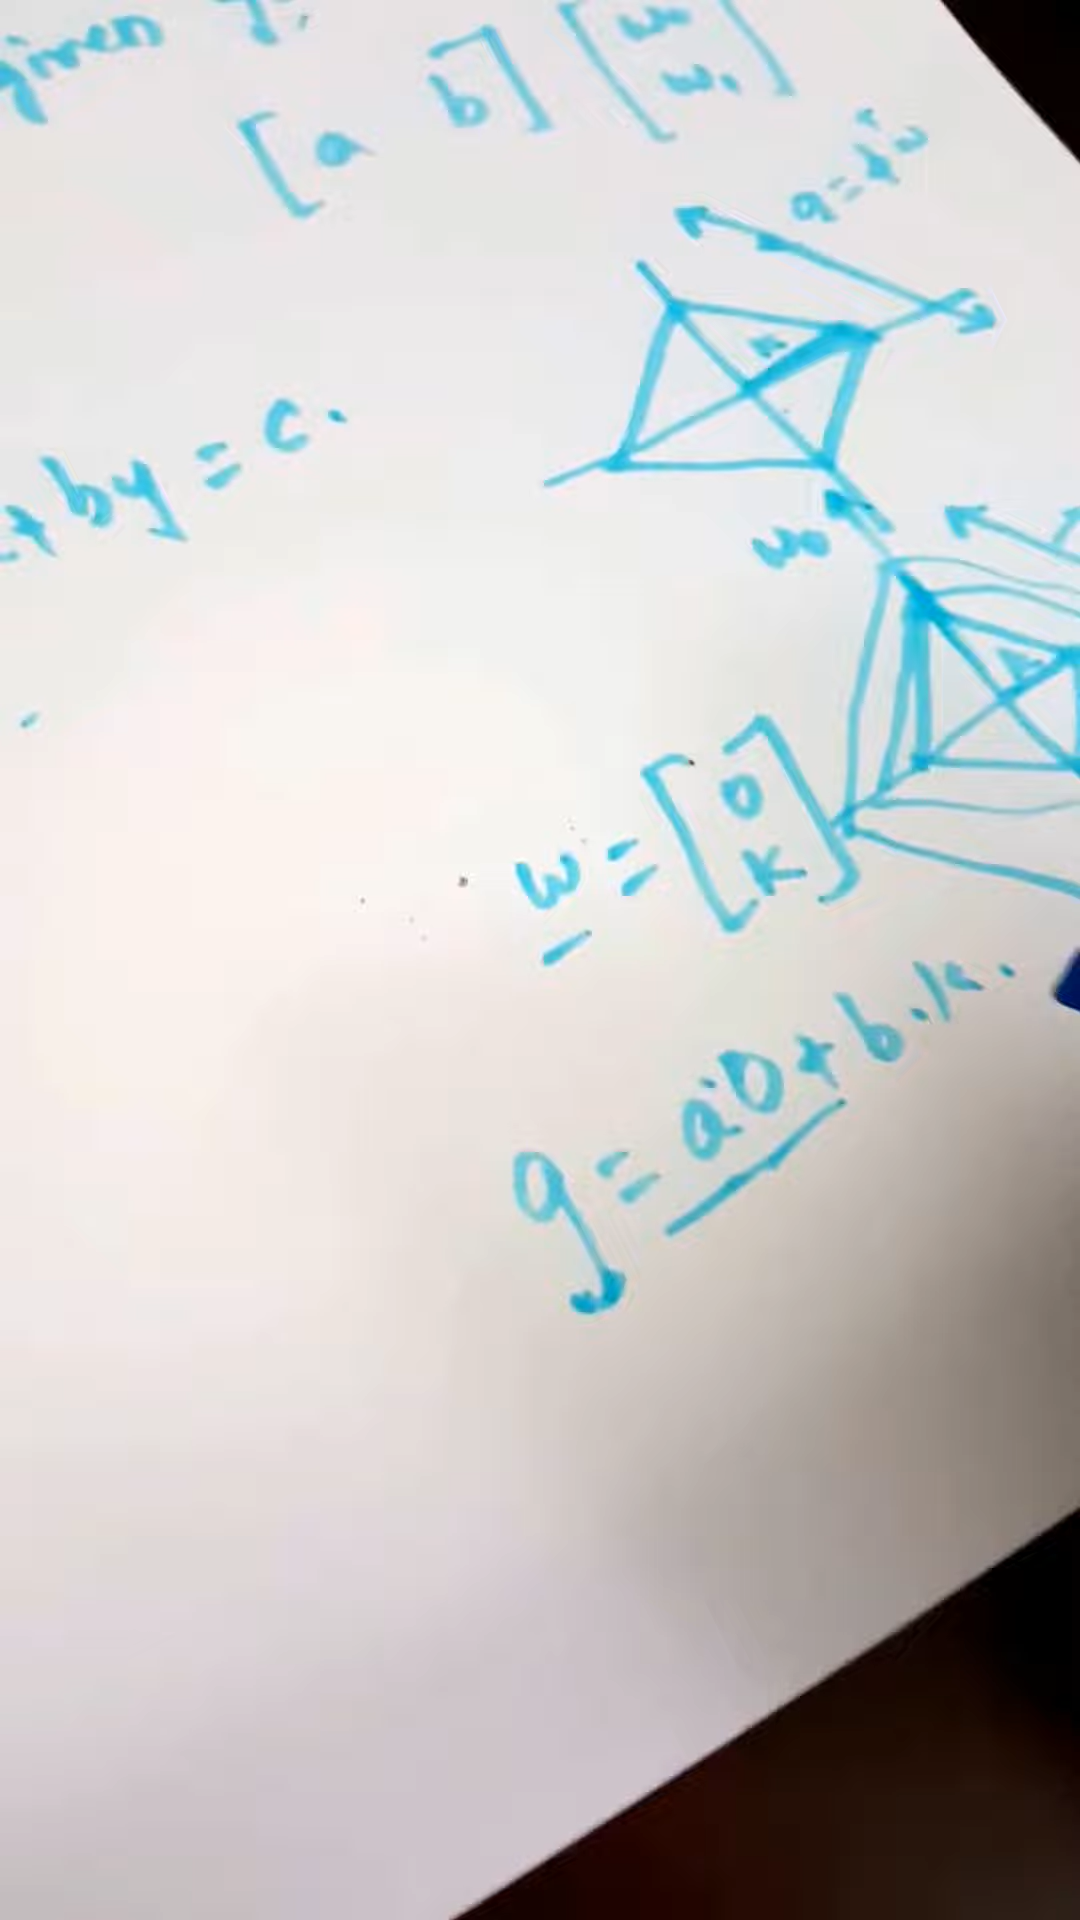 given y:
[a b] [w₀ w₁]
+ by = c.
w₀
w = [0 K]
y = a·0 + b.k.